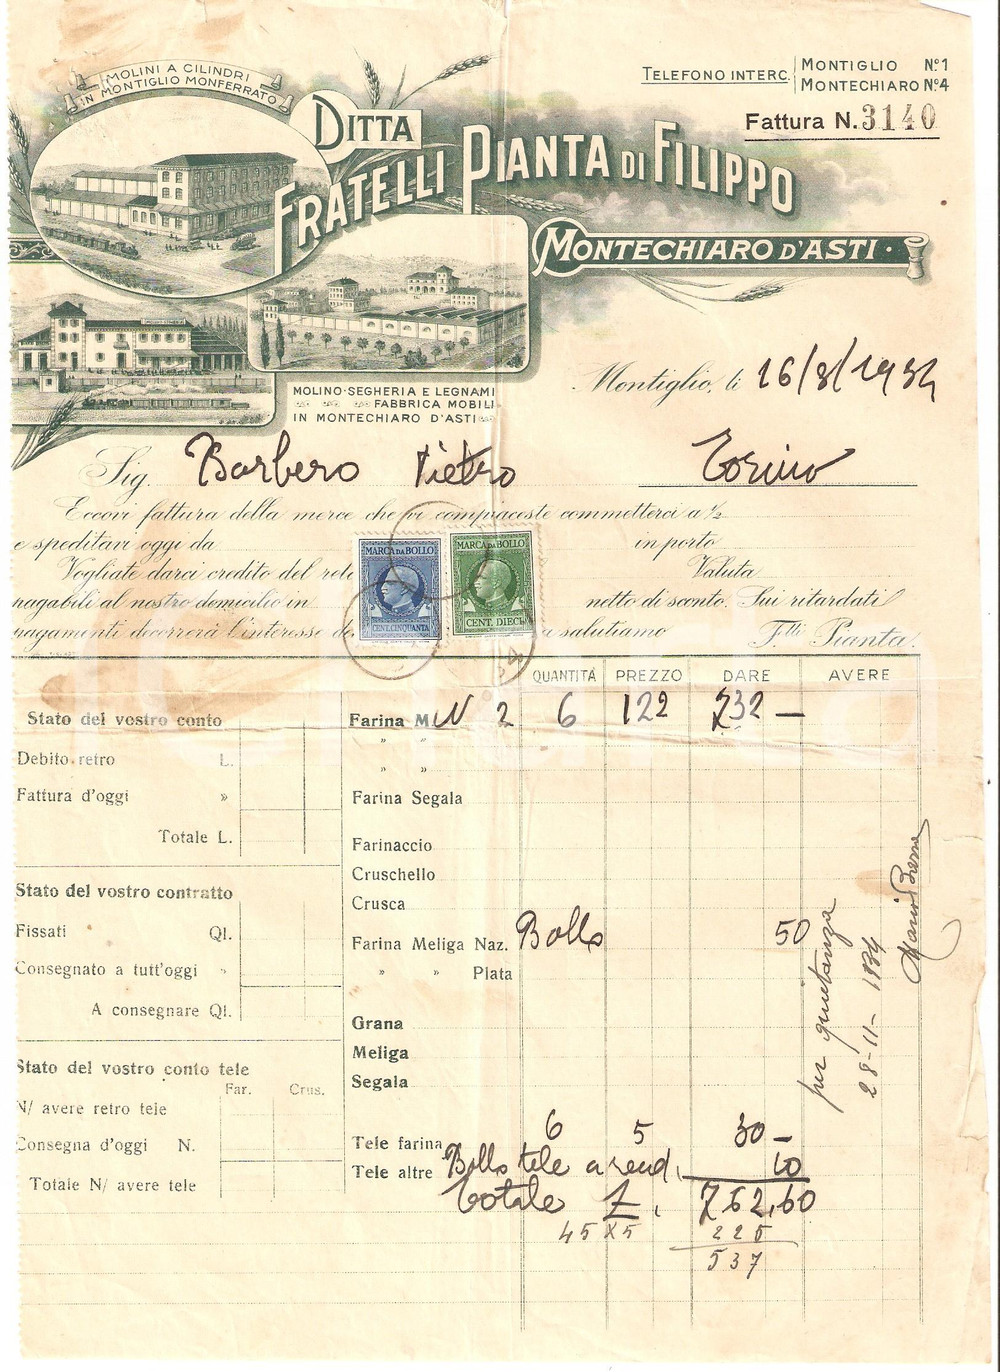 MOLINI A CILINDRI
IN MONTIGLIO MONFERRATO
TELEFONO INTERC. MONTIGLIO N.º1
MONTECHIARO N.º4
Fattura N. 3140
DITTA
FRATELLI PIANTA DI FILIPPO
MONTECHIARO D'ASTI
MOLINO-SEGHERIA E LEGNAMI
FABBRICA MOBILI
IN MONTECHIARO D'ASTI
Montiglio, li 16/8/1934
Sig. Barbero Pietro Torino
Eccovi fattura della merce che vi compiaceste commetterci a ½
e speditavi oggi da in porto
Vogliate darci credito del rela Valuta
pagabili al nostro domicilio in netto di sconto. Sui ritardati
pagamenti decorrerà l'interesse de a salutiamo F.lli Pianta.
MARCA DA BOLLO
CENT. CINQUANTA
MARCA DA BOLLO
CENT. DIECI
QUANTITÀ PREZZO DARE AVERE
Stato del vostro conto
Debito retro L.
Fattura d'oggi »
Totale L.
Stato del vostro contratto
Fissati Ql.
Consegnato a tutt'oggi »
A consegnare Ql.
Stato del vostro conto tele
Far. Crus.
N/ avere retro tele
Consegna d'oggi N.
Totale N/ avere tele
Farina M N 2 6 122 732 —
» »
» »
Farina Segala
Farinaccio
Cruschello
Crusca
Farina Meliga Naz. Bollo 50
» » Plata
Grana
Meliga
Segala
Tele farina 6 5 30 —
Tele altre Bollo tele a rend. 10
Totale £. 762,60
45 x 5 225
537
per quietanza
28-11-1934